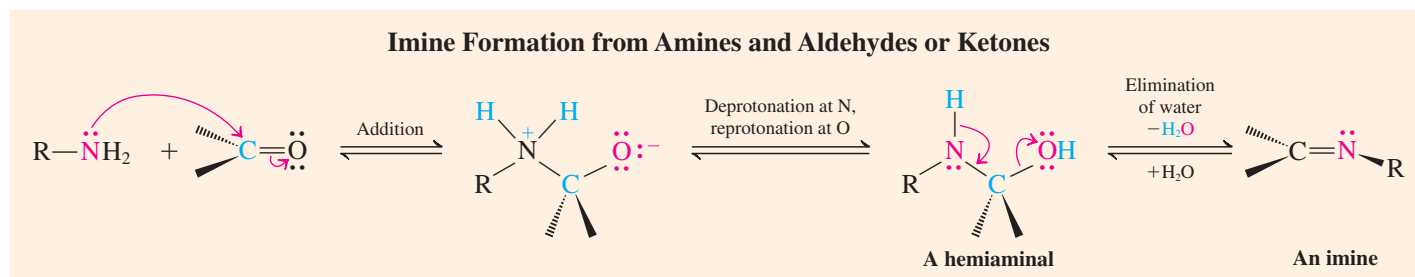 Imine Formation from Amines and Aldehydes or Ketones
R—NH₂ + C=O
Addition
H H
N +
R
C
O −
Deprotonation at N,
reprotonation at O
H
N
R
C
OH
A hemiaminal
Elimination
of water
−H₂O
+H₂O
C=N
R
An imine